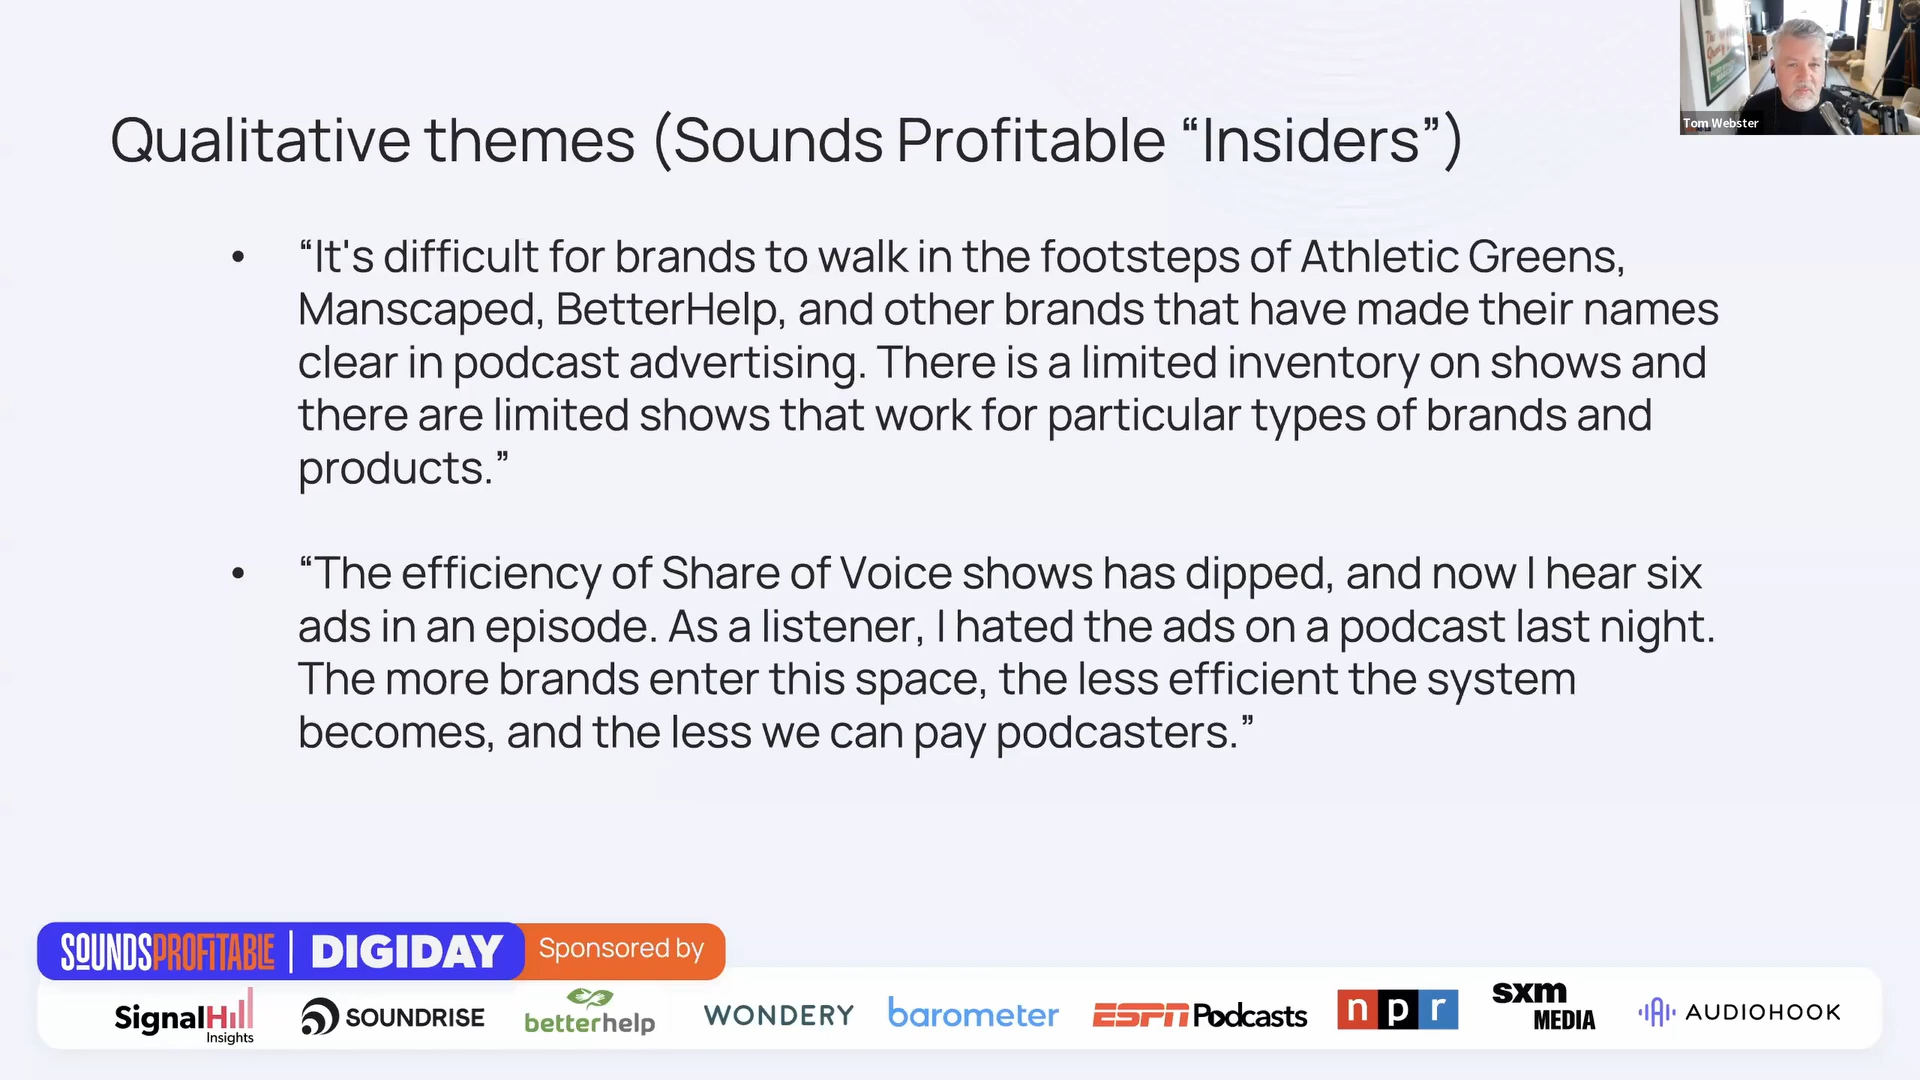 Qualitative themes (Sounds Profitable “Insiders”)
Tom Webster
• “It's difficult for brands to walk in the footsteps of Athletic Greens,
Manscaped, BetterHelp, and other brands that have made their names
clear in podcast advertising. There is a limited inventory on shows and
there are limited shows that work for particular types of brands and
products.”
• “The efficiency of Share of Voice shows has dipped, and now I hear six
ads in an episode. As a listener, I hated the ads on a podcast last night.
The more brands enter this space, the less efficient the system
becomes, and the less we can pay podcasters.”
SOUNDSPROFITABLE | DIGIDAY Sponsored by
SignalHill
Insights
SOUNDRISE
betterhelp
WONDERY
barometer
ESPN Podcasts
npr
sxm
MEDIA
AUDIOHOOK